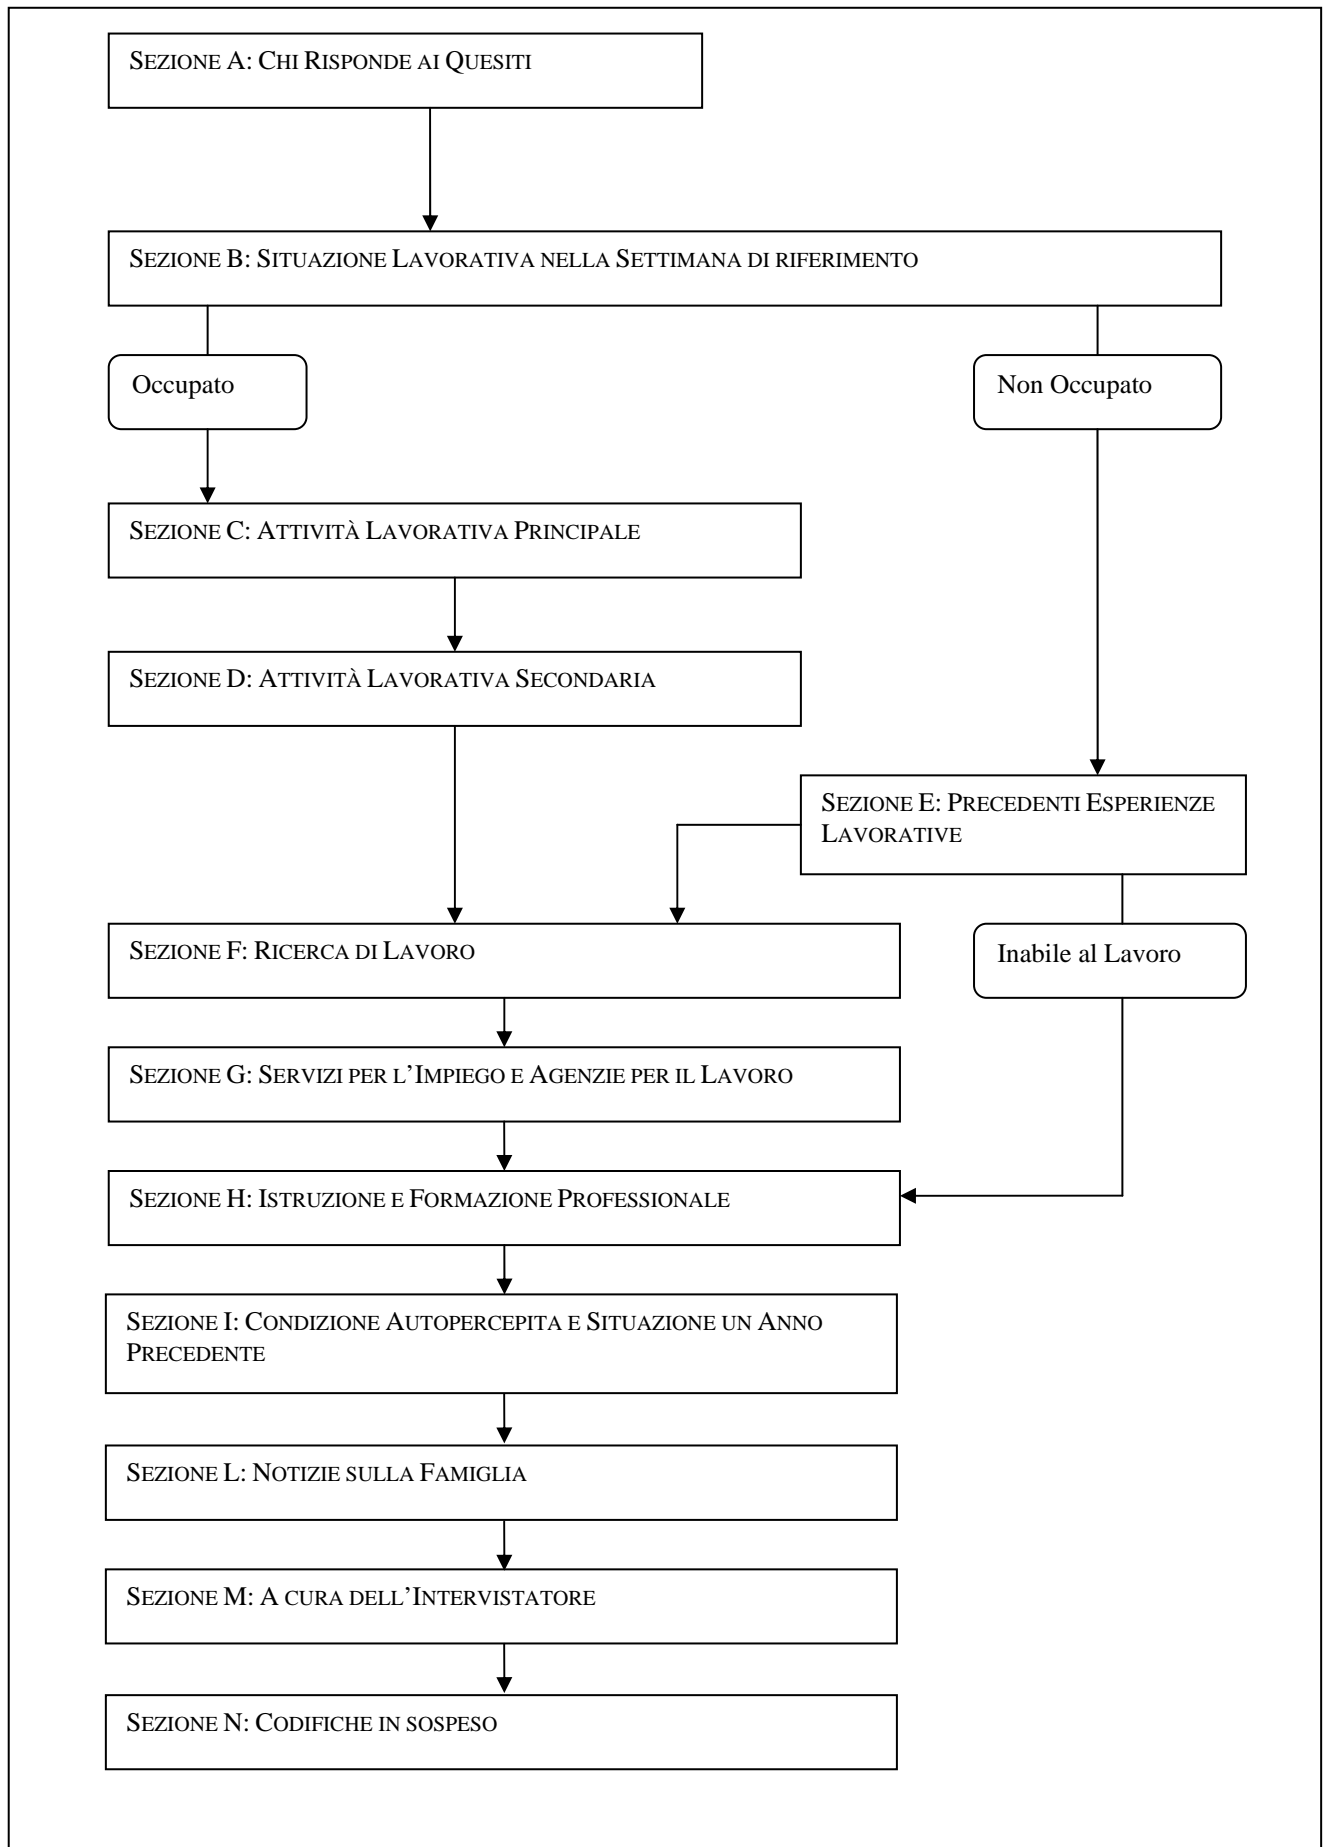 SEZIONE A: CHI RISPONDE AI QUESITI
SEZIONE B: SITUAZIONE LAVORATIVA NELLA SETTIMANA DI RIFERIMENTO
Occupato
Non Occupato
SEZIONE C: ATTIVITÀ LAVORATIVA PRINCIPALE
SEZIONE D: ATTIVITÀ LAVORATIVA SECONDARIA
SEZIONE E: PRECEDENTI ESPERIENZE
LAVORATIVE
SEZIONE F: RICERCA DI LAVORO
Inabile al Lavoro
SEZIONE G: SERVIZI PER L'IMPIEGO E AGENZIE PER IL LAVORO
SEZIONE H: ISTRUZIONE E FORMAZIONE PROFESSIONALE
SEZIONE I: CONDIZIONE AUTOPERCEPITA E SITUAZIONE UN ANNO
PRECEDENTE
SEZIONE L: NOTIZIE SULLA FAMIGLIA
SEZIONE M: A CURA DELL'INTERVISTATORE
SEZIONE N: CODIFICHE IN SOSPESO